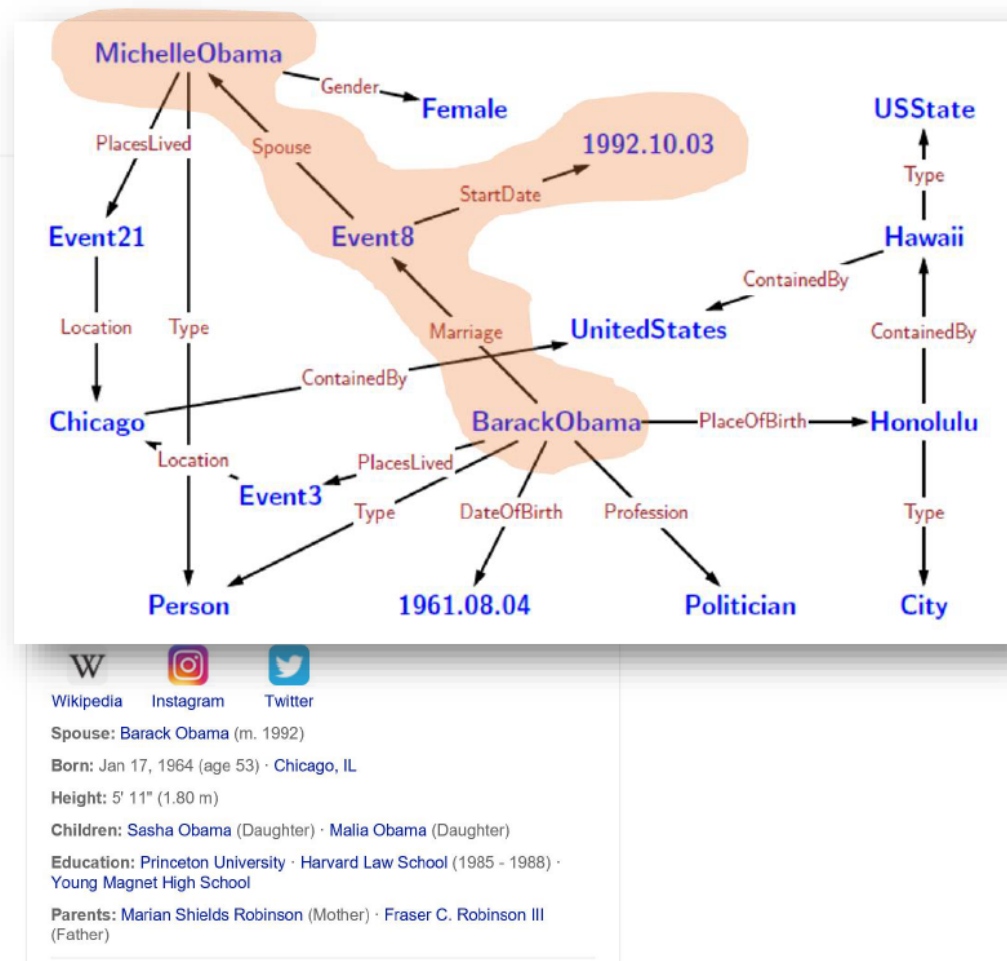 MichelleObama
Gender
Female
USState
PlacesLived
Spouse
1992.10.03
Type
StartDate
Event21
Event8
Hawaii
ContainedBy
Location
Type
Marriage
UnitedStates
ContainedBy
ContainedBy
Chicago
BarackObama
PlaceOfBirth
Honolulu
Location
PlacesLived
Event3
Type
DateOfBirth
Profession
Type
Person
1961.08.04
Politician
City
W
Wikipedia Instagram Twitter
Spouse: Barack Obama (m. 1992)
Born: Jan 17, 1964 (age 53) · Chicago, IL
Height: 5' 11" (1.80 m)
Children: Sasha Obama (Daughter) · Malia Obama (Daughter)
Education: Princeton University · Harvard Law School (1985 - 1988) ·
Young Magnet High School
Parents: Marian Shields Robinson (Mother) · Fraser C. Robinson III
(Father)